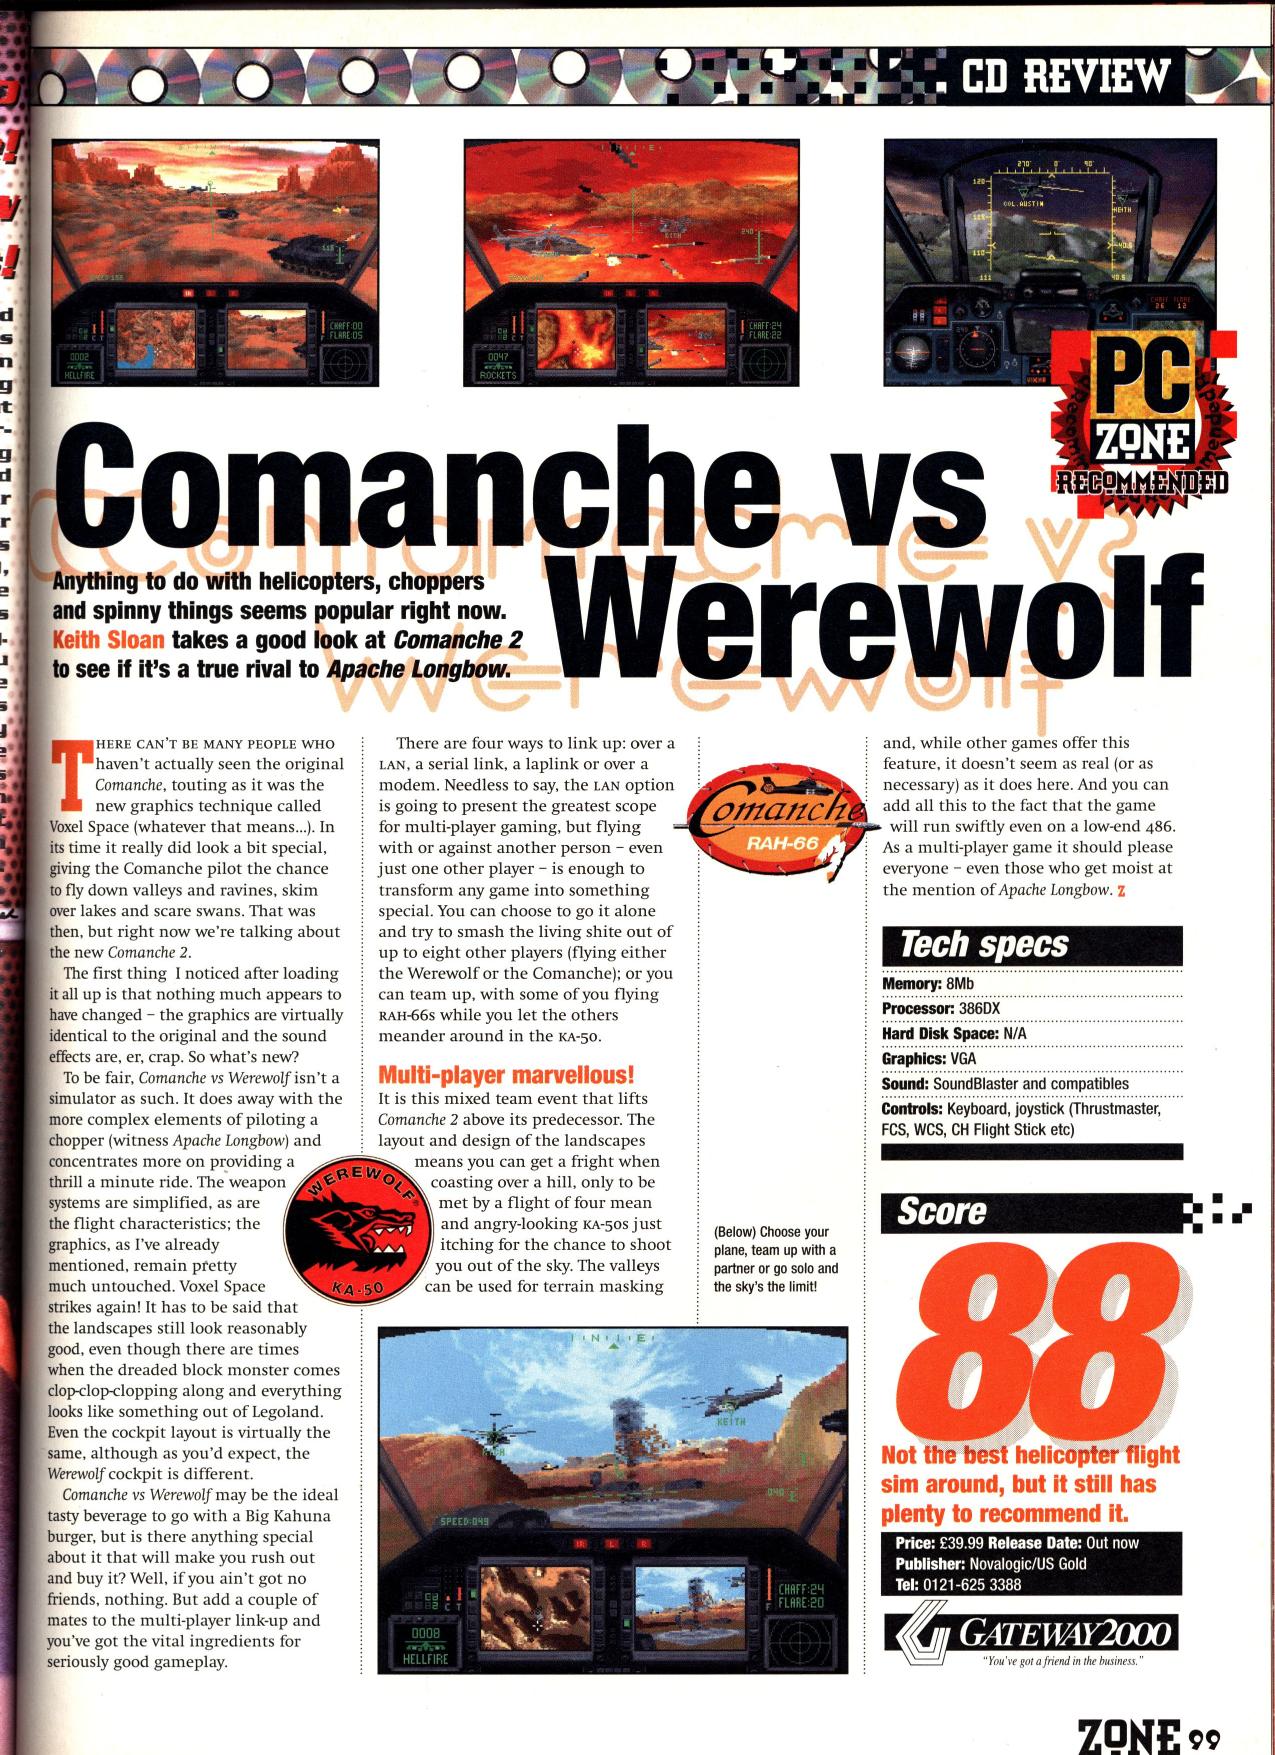 CD REVIEW
CHAFF:00
FLARE:05
0002
HELLFIRE
CHAFF:24
FLARE:22
0047
ROCKETS
COL.AUSTIN
KEITH
PC
ZONE
RECOMMENDED
Comanche vs
Werewolf
Anything to do with helicopters, choppers
and spinny things seems popular right now.
Keith Sloan takes a good look at Comanche 2
to see if it's a true rival to Apache Longbow.
THERE CAN'T BE MANY PEOPLE WHO
haven't actually seen the original
Comanche, touting as it was the
new graphics technique called
Voxel Space (whatever that means...). In
its time it really did look a bit special,
giving the Comanche pilot the chance
to fly down valleys and ravines, skim
over lakes and scare swans. That was
then, but right now we're talking about
the new Comanche 2.
The first thing I noticed after loading
it all up is that nothing much appears to
have changed – the graphics are virtually
identical to the original and the sound
effects are, er, crap. So what's new?
To be fair, Comanche vs Werewolf isn't a
simulator as such. It does away with the
more complex elements of piloting a
chopper (witness Apache Longbow) and
concentrates more on providing a
thrill a minute ride. The weapon
systems are simplified, as are
the flight characteristics; the
graphics, as I've already
mentioned, remain pretty
much untouched. Voxel Space
strikes again! It has to be said that
the landscapes still look reasonably
good, even though there are times
when the dreaded block monster comes
clop-clop-clopping along and everything
looks like something out of Legoland.
Even the cockpit layout is virtually the
same, although as you'd expect, the
Werewolf cockpit is different.
Comanche vs Werewolf may be the ideal
tasty beverage to go with a Big Kahuna
burger, but is there anything special
about it that will make you rush out
and buy it? Well, if you ain't got no
friends, nothing. But add a couple of
mates to the multi-player link-up and
you've got the vital ingredients for
seriously good gameplay.
There are four ways to link up: over a
LAN, a serial link, a laplink or over a
modem. Needless to say, the LAN option
is going to present the greatest scope
for multi-player gaming, but flying
with or against another person – even
just one other player – is enough to
transform any game into something
special. You can choose to go it alone
and try to smash the living shite out of
up to eight other players (flying either
the Werewolf or the Comanche); or you
can team up, with some of you flying
RAH-66s while you let the others
meander around in the KA-50.
Multi-player marvellous!
It is this mixed team event that lifts
Comanche 2 above its predecessor. The
layout and design of the landscapes
means you can get a fright when
coasting over a hill, only to be
met by a flight of four mean
and angry-looking KA-50s just
itching for the chance to shoot
you out of the sky. The valleys
can be used for terrain masking
WEREWOLF
KA-50
Comanche
RAH-66
(Below) Choose your
plane, team up with a
partner or go solo and
the sky's the limit!
N E
KEITH
SPEED:049
CHAFF:24
FLARE:20
0008
HELLFIRE
and, while other games offer this
feature, it doesn't seem as real (or as
necessary) as it does here. And you can
add all this to the fact that the game
will run swiftly even on a low-end 486.
As a multi-player game it should please
everyone – even those who get moist at
the mention of Apache Longbow. Z
Tech specs
Memory: 8Mb
Processor: 386DX
Hard Disk Space: N/A
Graphics: VGA
Sound: SoundBlaster and compatibles
Controls: Keyboard, joystick (Thrustmaster,
FCS, WCS, CH Flight Stick etc)
Score
88
Not the best helicopter flight
sim around, but it still has
plenty to recommend it.
Price: £39.99 Release Date: Out now
Publisher: Novalogic/US Gold
Tel: 0121-625 3388
GATEWAY2000
"You've got a friend in the business."
ZONE 99